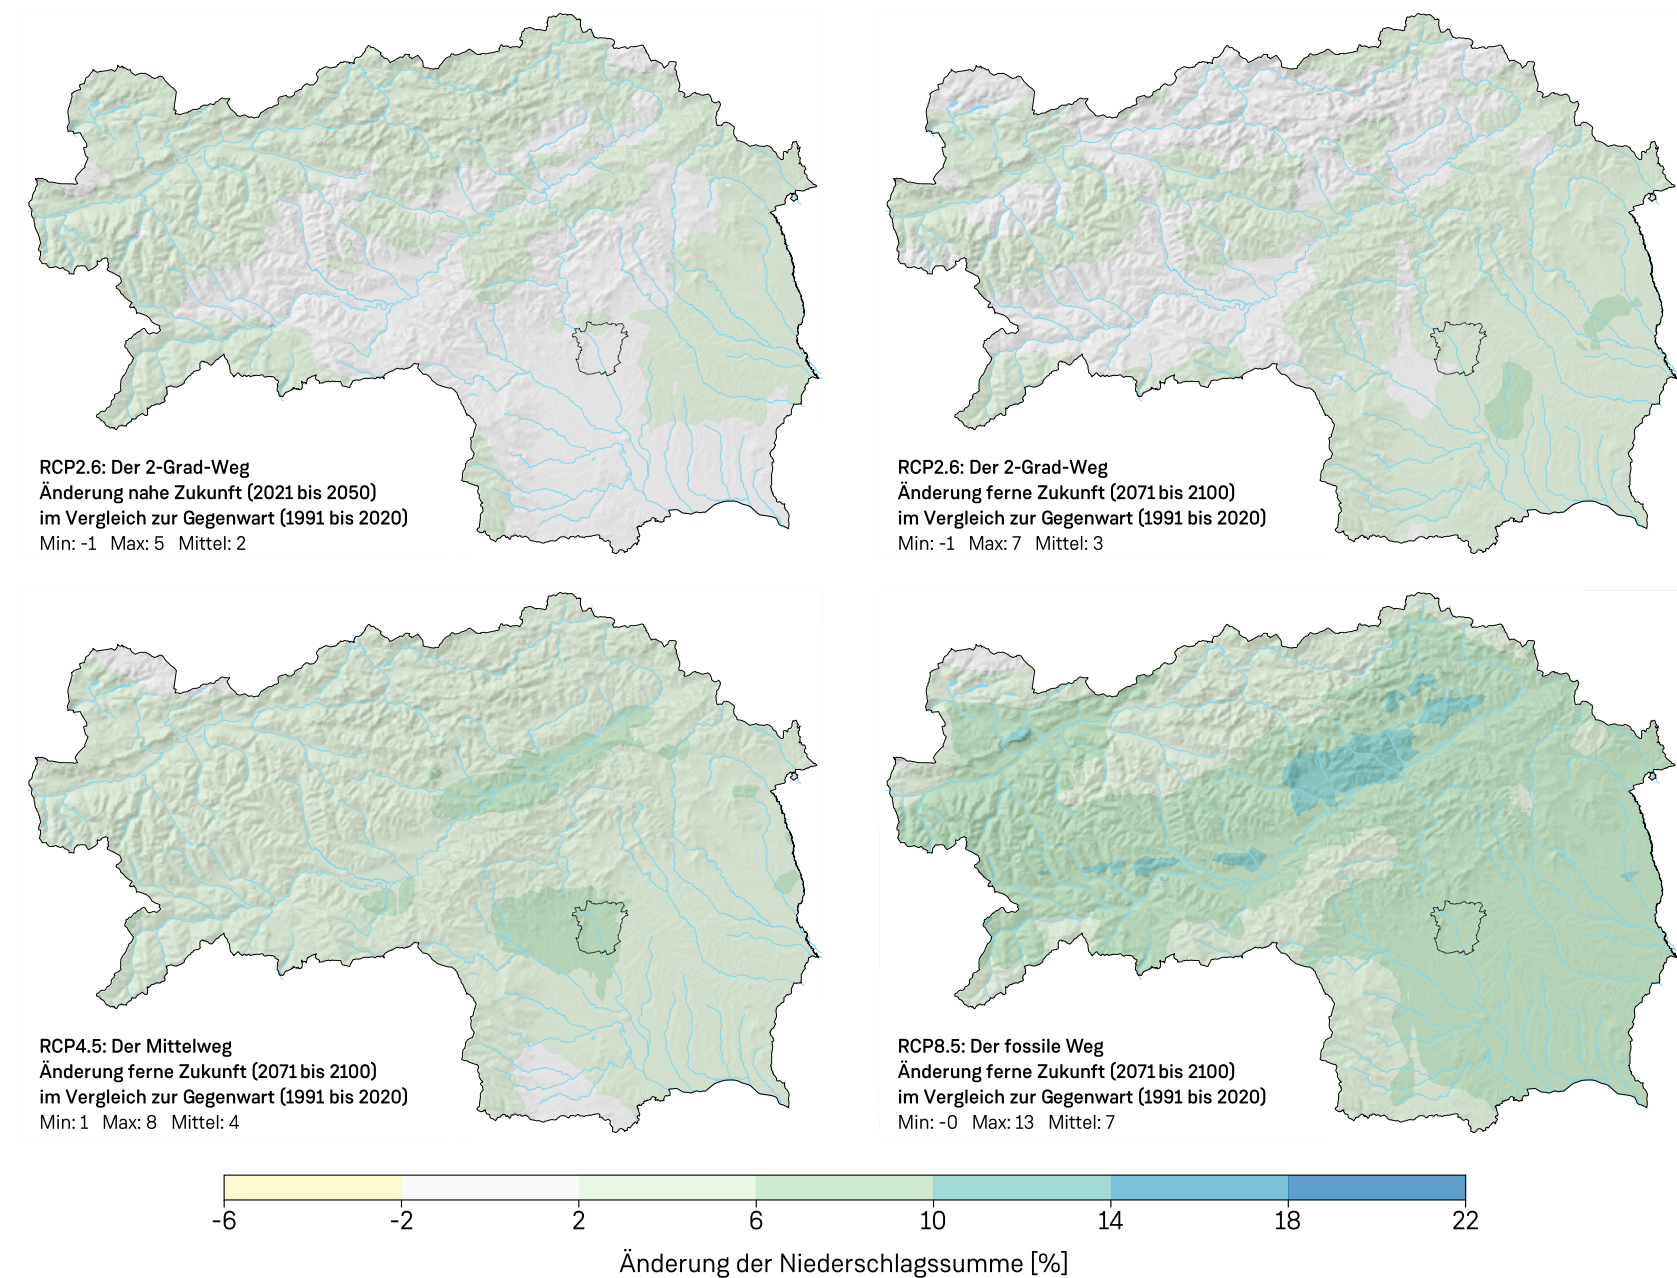 RCP2.6: Der 2-Grad-Weg
Änderung nahe Zukunft (2021 bis 2050)
im Vergleich zur Gegenwart (1991 bis 2020)
Min: -1 Max: 5 Mittel: 2
RCP2.6: Der 2-Grad-Weg
Änderung ferne Zukunft (2071 bis 2100)
im Vergleich zur Gegenwart (1991 bis 2020)
Min: -1 Max: 7 Mittel: 3
RCP4.5: Der Mittelweg
Änderung ferne Zukunft (2071 bis 2100)
im Vergleich zur Gegenwart (1991 bis 2020)
Min: 1 Max: 8 Mittel: 4
RCP8.5: Der fossile Weg
Änderung ferne Zukunft (2071 bis 2100)
im Vergleich zur Gegenwart (1991 bis 2020)
Min: -0 Max: 13 Mittel: 7
-6 -2 2 6 10 14 18 22
Änderung der Niederschlagssumme [%]